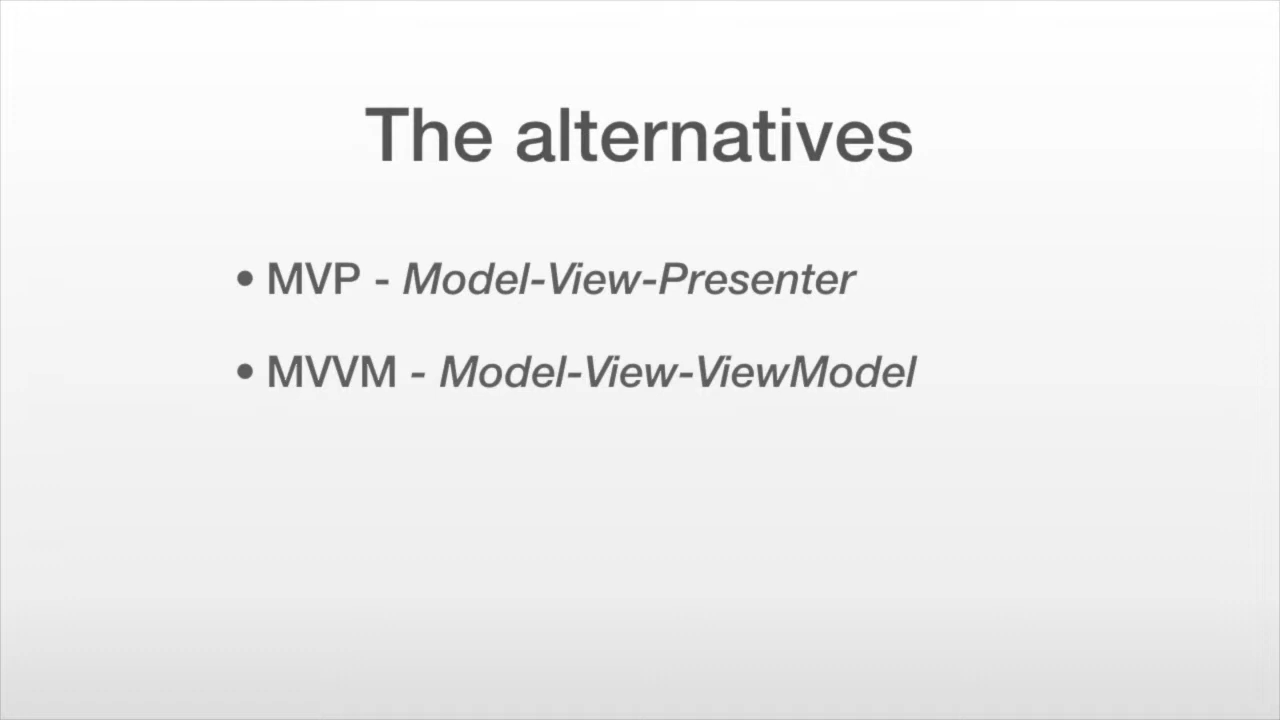 The alternatives
• MVP - Model-View-Presenter
• MVVM - Model-View-ViewModel